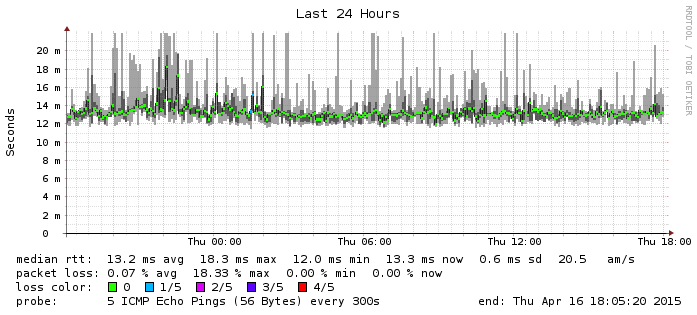 Last 24 Hours
RRDTOOL / TOBI OETIKER
Seconds
20 m
18 m
16 m
14 m
12 m
10 m
8 m
6 m
4 m
2 m
0
Thu 00:00 Thu 06:00 Thu 12:00 Thu 18:00
median rtt: 13.2 ms avg 18.3 ms max 12.0 ms min 13.3 ms now 0.6 ms sd 20.5 am/s
packet loss: 0.07 % avg 18.33 % max 0.00 % min 0.00 % now
loss color: 0 1/5 2/5 3/5 4/5
probe: 5 ICMP Echo Pings (56 Bytes) every 300s end: Thu Apr 16 18:05:20 2015